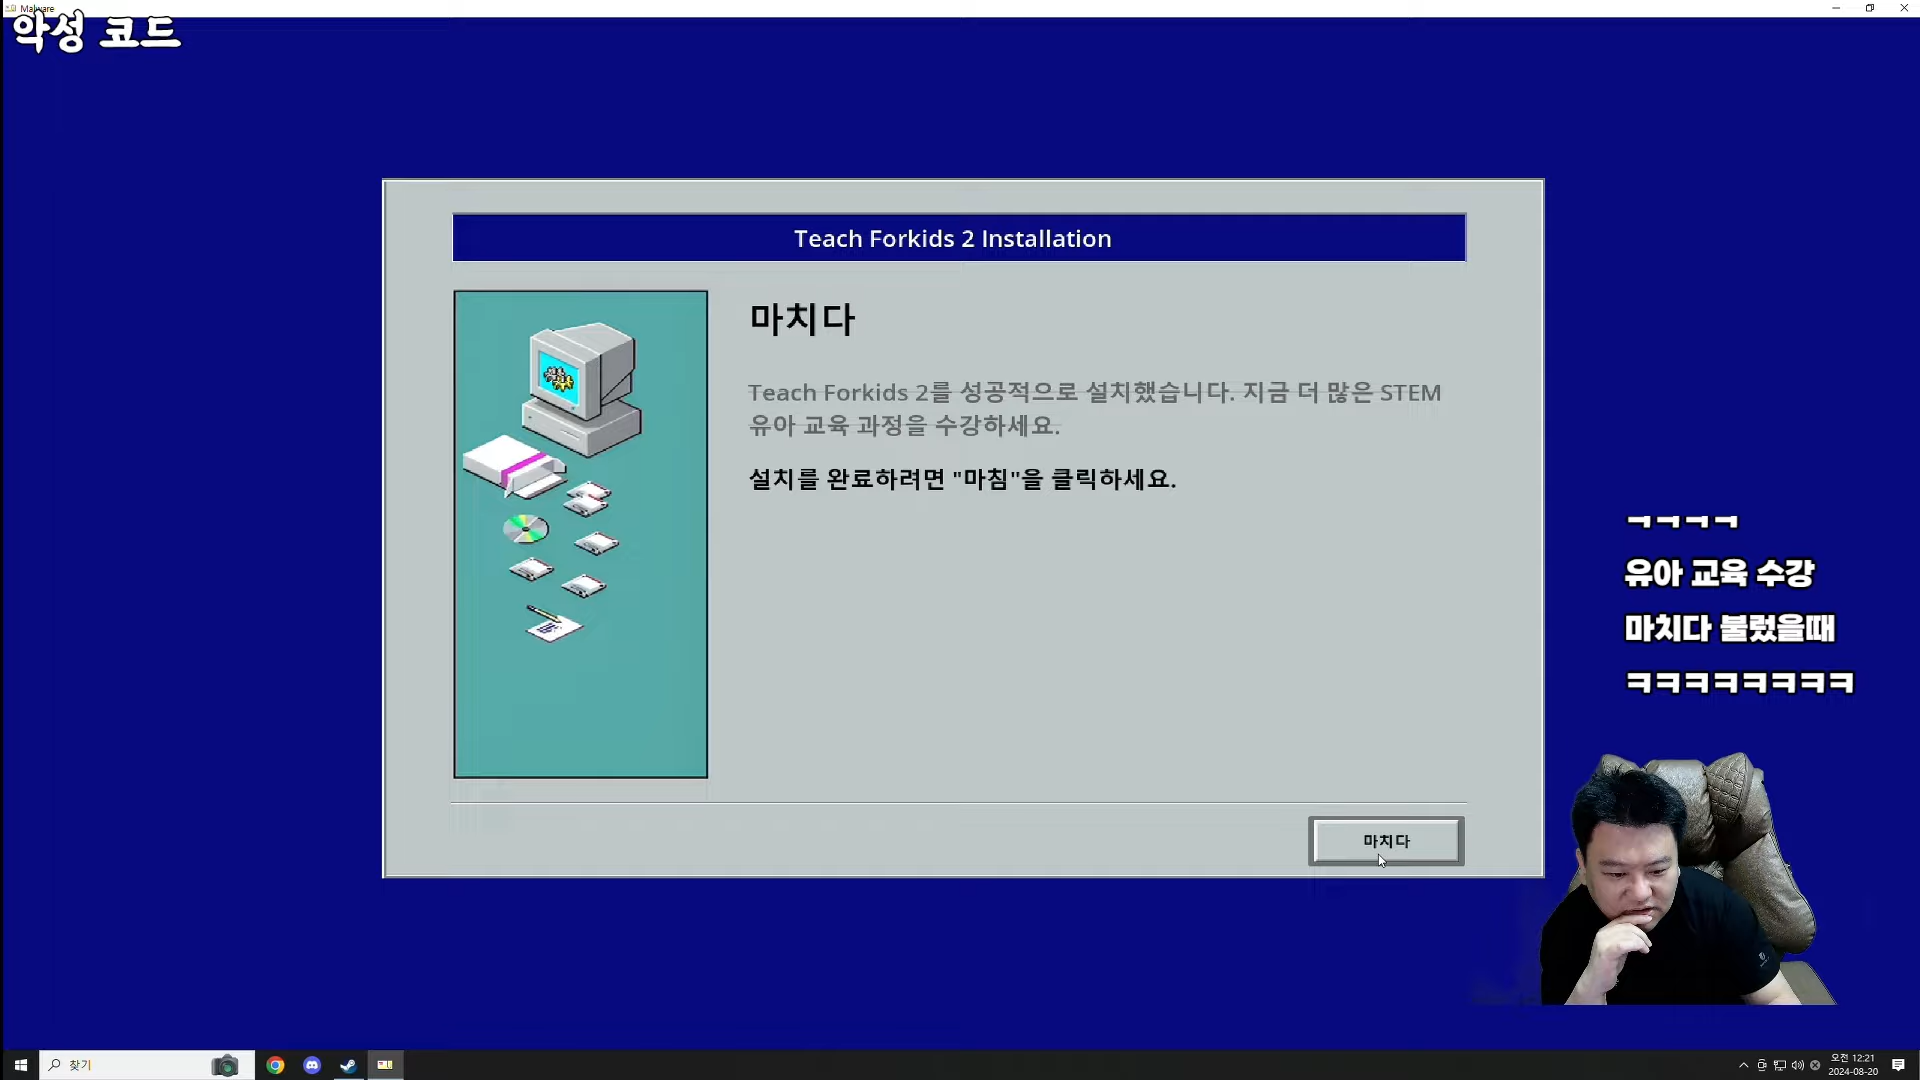 Malware
악성 코드
Teach Forkids 2 Installation
마치다
Teach Forkids 2를 성공적으로 설치했습니다. 지금 더 많은 STEM
유아 교육 과정을 수강하세요.
설치를 완료하려면 "마침"을 클릭하세요.
마치다
ㅋㅋㅋㅋ
유아 교육 수강
마치다 불렀을때
ㅋㅋㅋㅋㅋㅋㅋㅋ
찾기
오전 12:21
2024-08-20